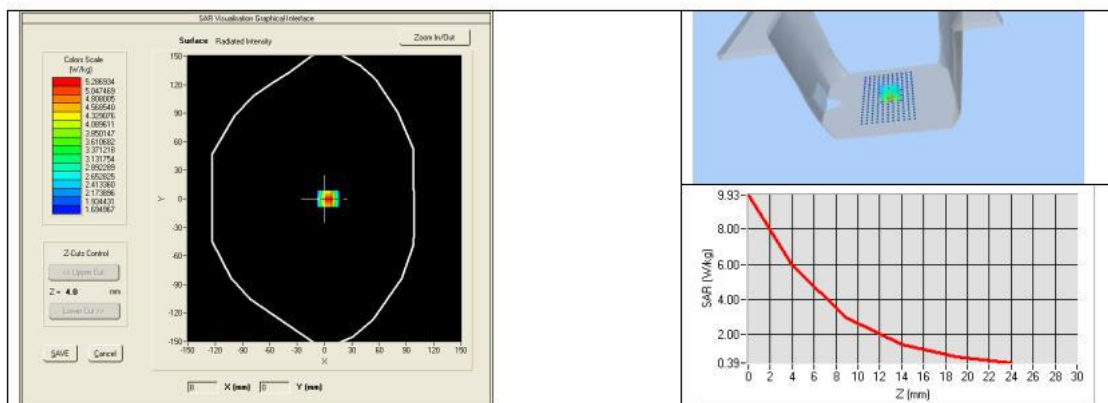 SAR Visualisation Graphical Interface
Surface Radiated Intensity
Zoom In/Out
Colors Scale
(W/kg)
5.286934
5.047469
4.808005
4.568540
4.329076
4.089611
3.850147
3.610682
3.371218
3.131754
2.892289
2.652825
2.413360
2.173896
1.934431
1.694967
Z-Cuts Control
<< Upper Cut
Z = 4.0 mm
Lower Cut >>
SAVE Cancel
150
120
90
60
30
0
-30
-60
-90
-120
-150
Y
-150 -120 -90 -60 -30 0 30 60 90 120 150
X
0 X (mm) 0 Y (mm)
9.93
8.00
6.00
4.00
2.00
0.39
SAR (W/kg)
0 2 4 6 8 10 12 14 16 18 20 22 24 26 28 30
Z (mm)